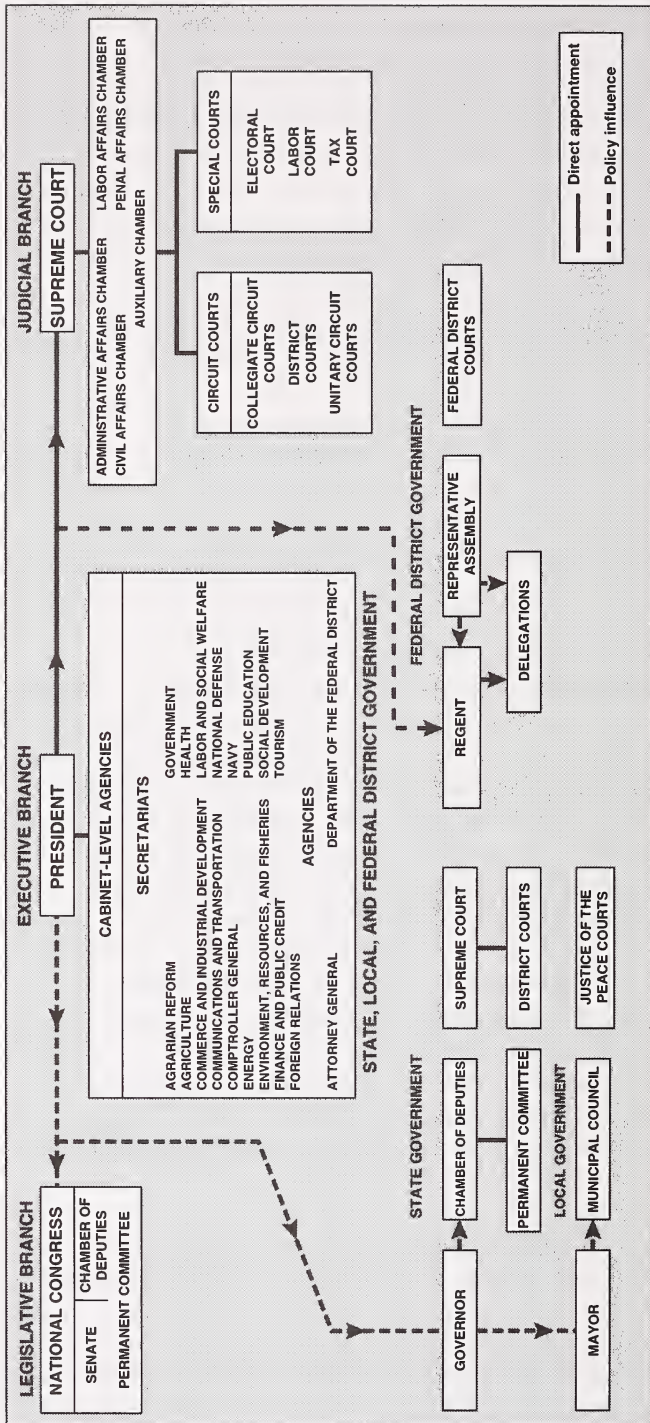 LEGISLATIVE BRANCH
NATIONAL CONGRESS
SENATE
CHAMBER OF
DEPUTIES
PERMANENT COMMITTEE
EXECUTIVE BRANCH
PRESIDENT
CABINET-LEVEL AGENCIES
SECRETARIATS
AGRARIAN REFORM
AGRICULTURE
COMMERCE AND INDUSTRIAL DEVELOPMENT
COMMUNICATIONS AND TRANSPORTATION
COMPTROLLER GENERAL
ENERGY
ENVIRONMENT, RESOURCES, AND FISHERIES
FINANCE AND PUBLIC CREDIT
FOREIGN RELATIONS
GOVERNMENT
HEALTH
LABOR AND SOCIAL WELFARE
NATIONAL DEFENSE
NAVY
PUBLIC EDUCATION
SOCIAL DEVELOPMENT
TOURISM
AGENCIES
ATTORNEY GENERAL
DEPARTMENT OF THE FEDERAL DISTRICT
JUDICIAL BRANCH
SUPREME COURT
ADMINISTRATIVE AFFAIRS CHAMBER
CIVIL AFFAIRS CHAMBER
LABOR AFFAIRS CHAMBER
PENAL AFFAIRS CHAMBER
AUXILIARY CHAMBER
CIRCUIT COURTS
COLLEGIATE CIRCUIT
COURTS
DISTRICT
COURTS
UNITARY CIRCUIT
COURTS
SPECIAL COURTS
ELECTORAL
COURT
LABOR
COURT
TAX
COURT
STATE, LOCAL, AND FEDERAL DISTRICT GOVERNMENT
STATE GOVERNMENT
GOVERNOR
CHAMBER OF DEPUTIES
PERMANENT COMMITTEE
SUPREME COURT
DISTRICT COURTS
LOCAL GOVERNMENT
MAYOR
MUNICIPAL COUNCIL
JUSTICE OF THE
PEACE COURTS
FEDERAL DISTRICT GOVERNMENT
REGENT
REPRESENTATIVE
ASSEMBLY
DELEGATIONS
FEDERAL DISTRICT
COURTS
Direct appointment
Policy influence